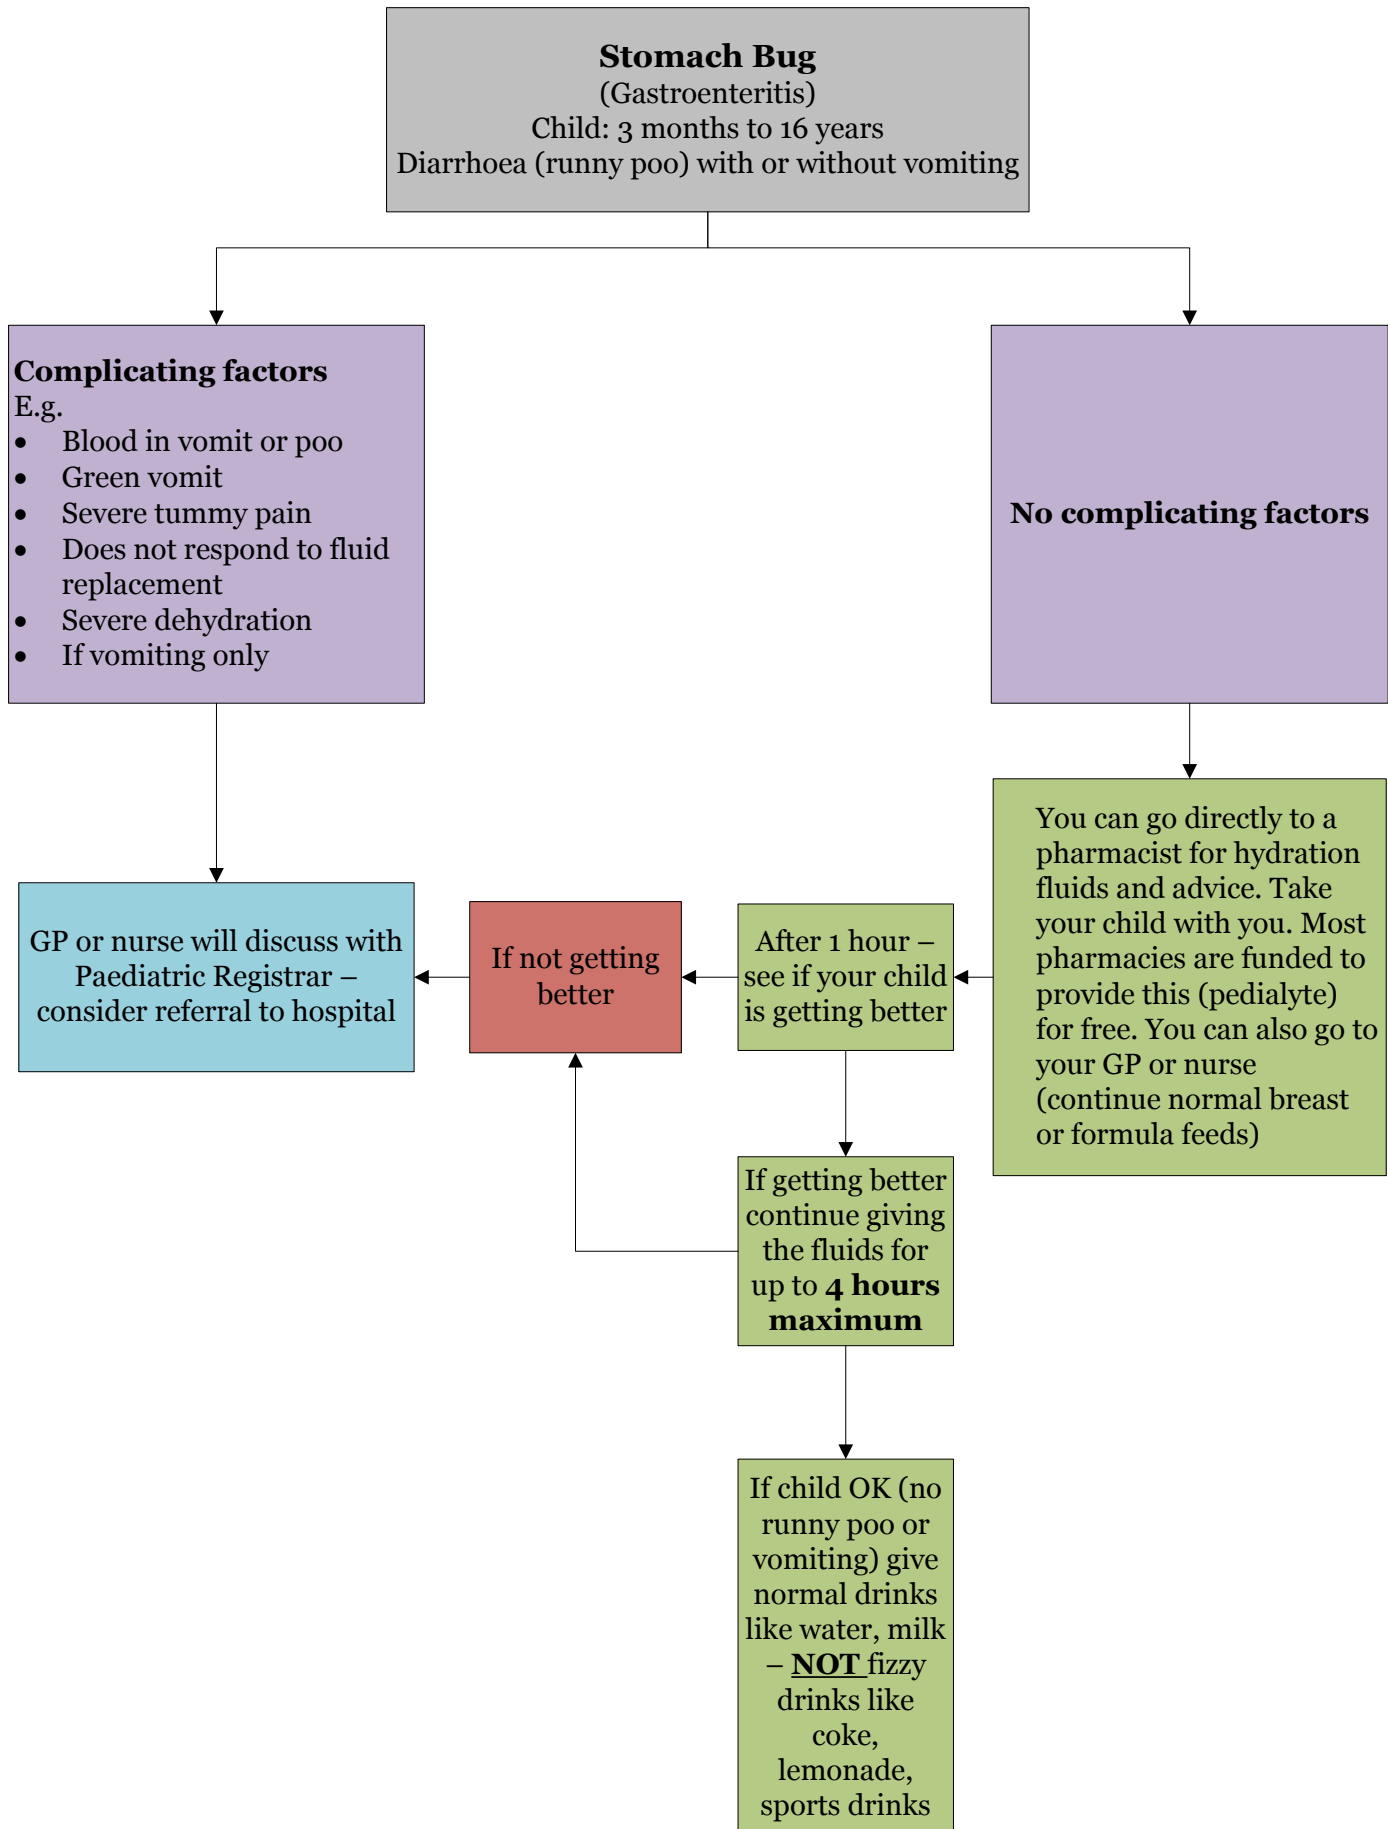 Stomach Bug
(Gastroenteritis)
Child: 3 months to 16 years
Diarrhoea (runny poo) with or without vomiting
Complicating factors
E.g.
• Blood in vomit or poo
• Green vomit
• Severe tummy pain
• Does not respond to fluid
replacement
• Severe dehydration
• If vomiting only
No complicating factors
You can go directly to a
pharmacist for hydration
fluids and advice. Take
your child with you. Most
pharmacies are funded to
provide this (pedialyte)
for free. You can also go to
your GP or nurse
(continue normal breast
or formula feeds)
After 1 hour –
see if your child
is getting better
If not getting
better
GP or nurse will discuss with
Paediatric Registrar –
consider referral to hospital
If getting better
continue giving
the fluids for
up to 4 hours
maximum
If child OK (no
runny poo or
vomiting) give
normal drinks
like water, milk
– NOT fizzy
drinks like
coke,
lemonade,
sports drinks